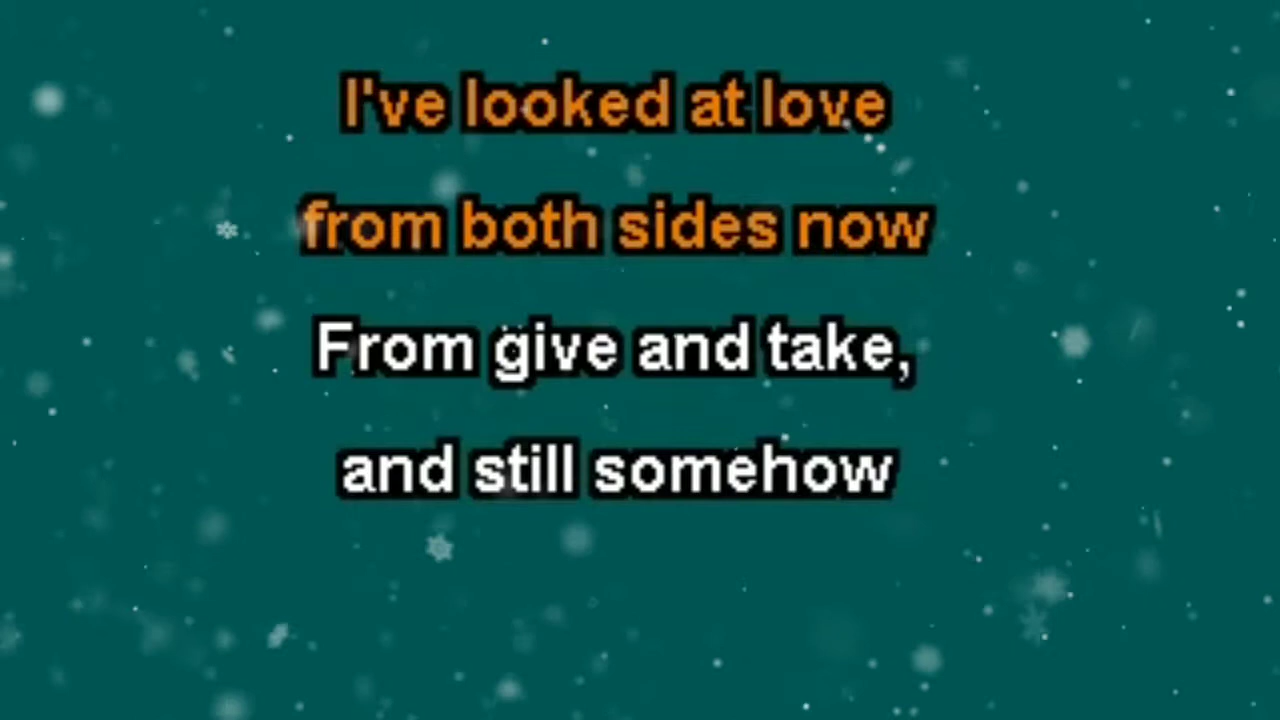 I've looked at love
from both sides now
From give and take,
and still somehow